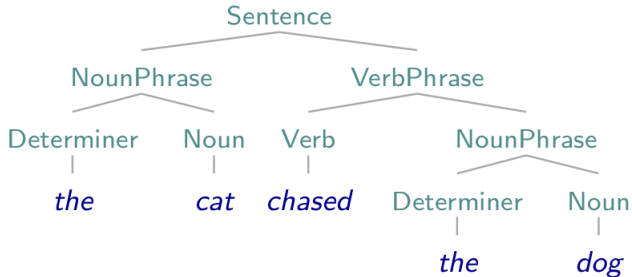 Sentence
NounPhrase VerbPhrase
Determiner Noun Verb NounPhrase
the cat chased Determiner Noun
the dog